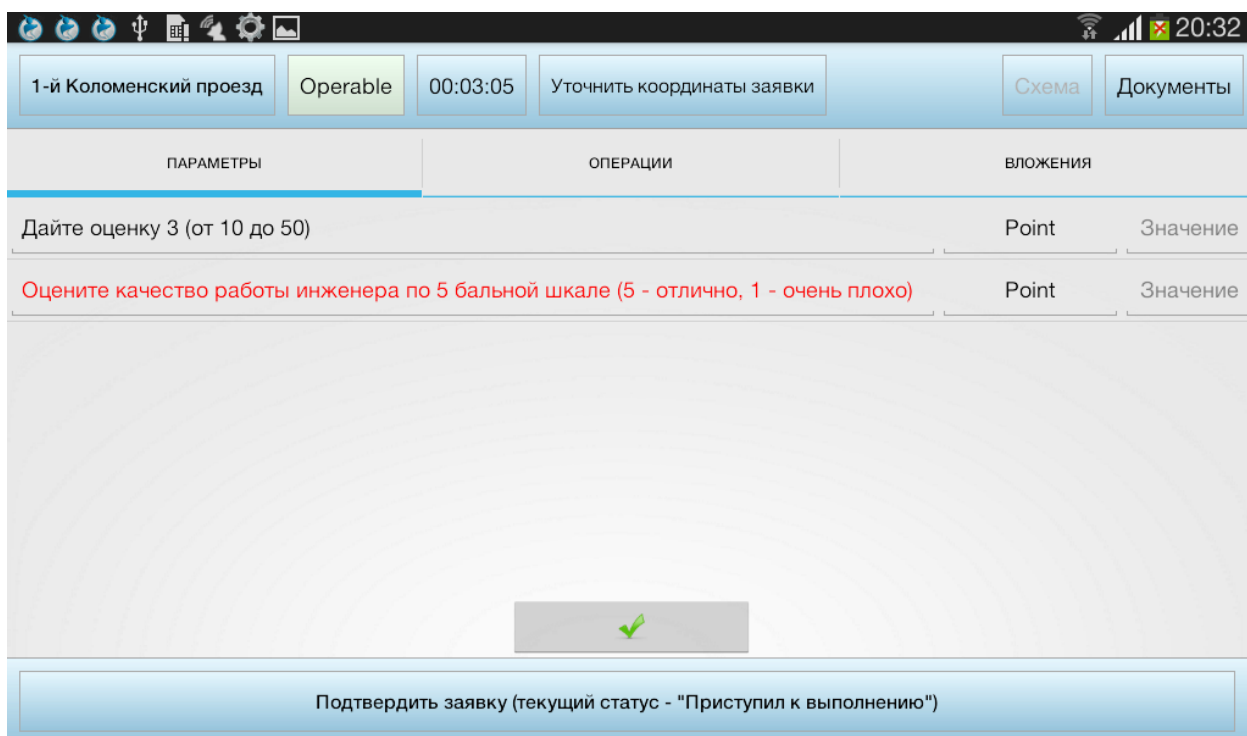 20:32
1-й Коломенский проезд Operable 00:03:05 Уточнить координаты заявки Схема Документы
ПАРАМЕТРЫ ОПЕРАЦИИ ВЛОЖЕНИЯ
Дайте оценку 3 (от 10 до 50) Point Значение
Оцените качество работы инженера по 5 бальной шкале (5 - отлично, 1 - очень плохо) Point Значение
Подтвердить заявку (текущий статус - "Приступил к выполнению")